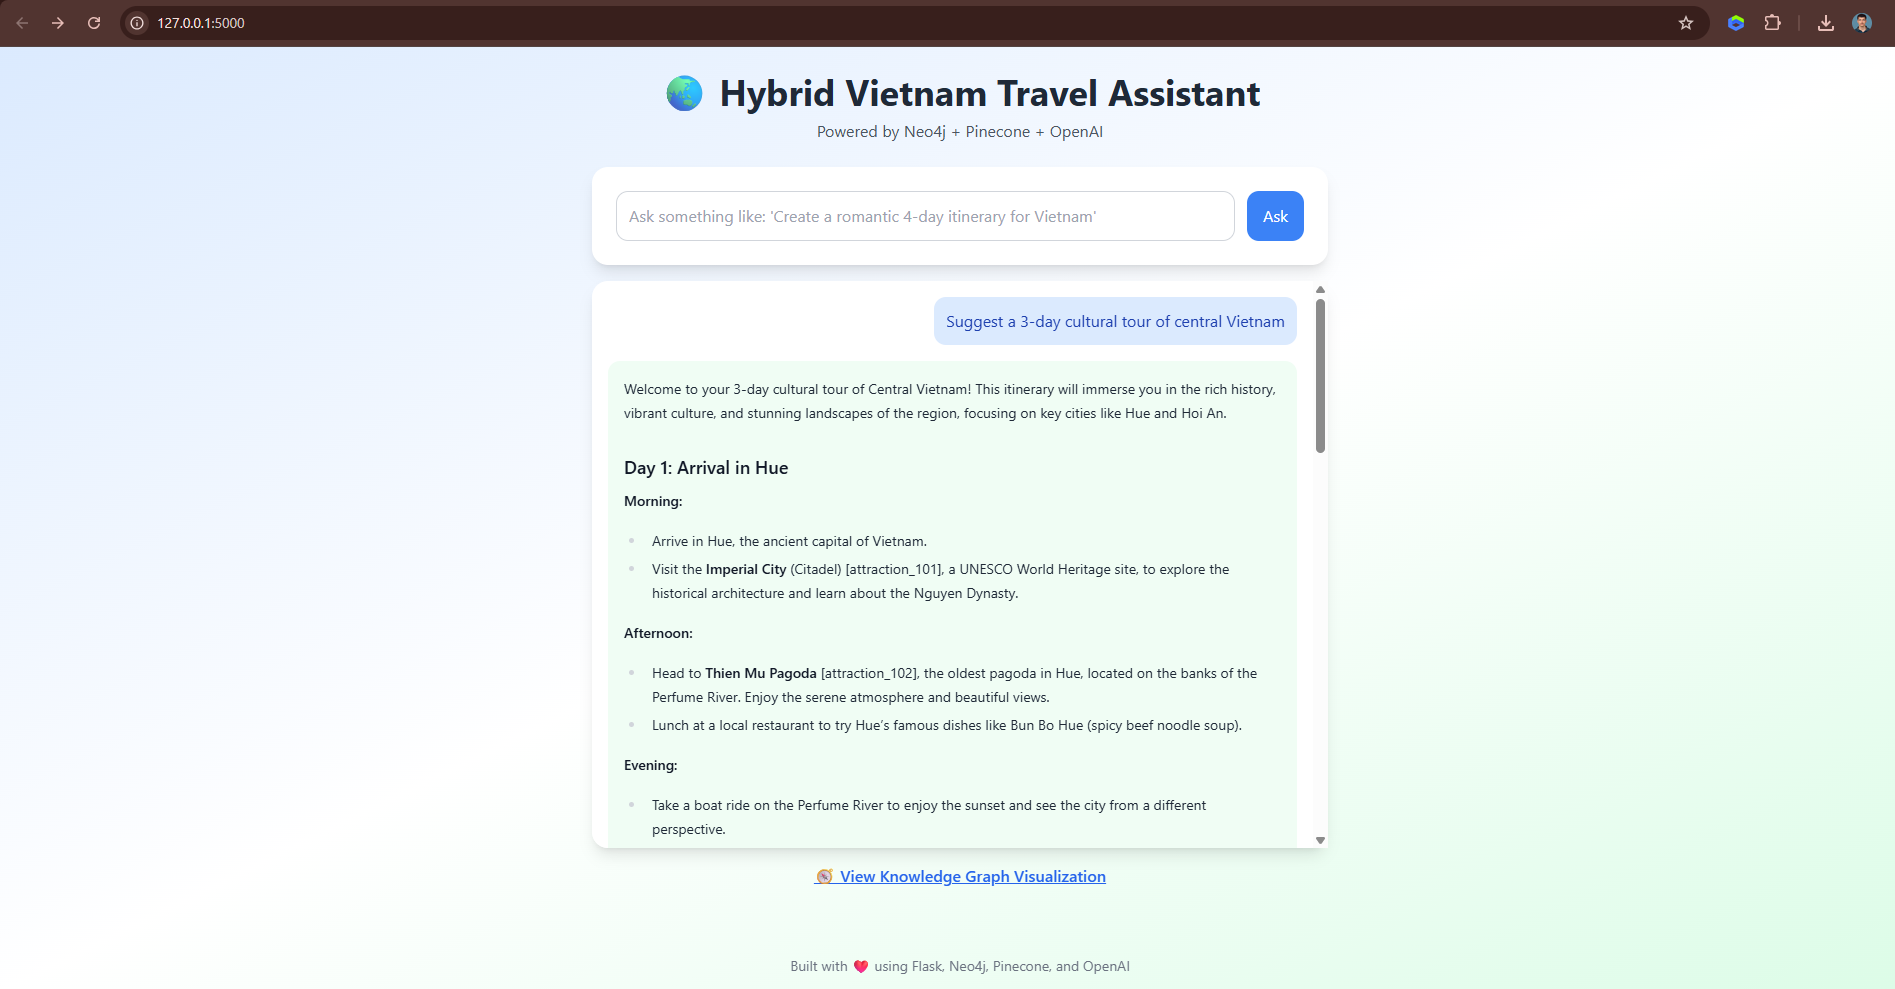 127.0.0.1:5000
Hybrid Vietnam Travel Assistant
Powered by Neo4j + Pinecone + OpenAI
Ask something like: 'Create a romantic 4-day itinerary for Vietnam'
Ask
Suggest a 3-day cultural tour of central Vietnam
Welcome to your 3-day cultural tour of Central Vietnam! This itinerary will immerse you in the rich history,
vibrant culture, and stunning landscapes of the region, focusing on key cities like Hue and Hoi An.
Day 1: Arrival in Hue
Morning:
Arrive in Hue, the ancient capital of Vietnam.
Visit the Imperial City (Citadel) [attraction_101], a UNESCO World Heritage site, to explore the
historical architecture and learn about the Nguyen Dynasty.
Afternoon:
Head to Thien Mu Pagoda [attraction_102], the oldest pagoda in Hue, located on the banks of the
Perfume River. Enjoy the serene atmosphere and beautiful views.
Lunch at a local restaurant to try Hue’s famous dishes like Bun Bo Hue (spicy beef noodle soup).
Evening:
Take a boat ride on the Perfume River to enjoy the sunset and see the city from a different
perspective.
View Knowledge Graph Visualization
Built with ❤️ using Flask, Neo4j, Pinecone, and OpenAI